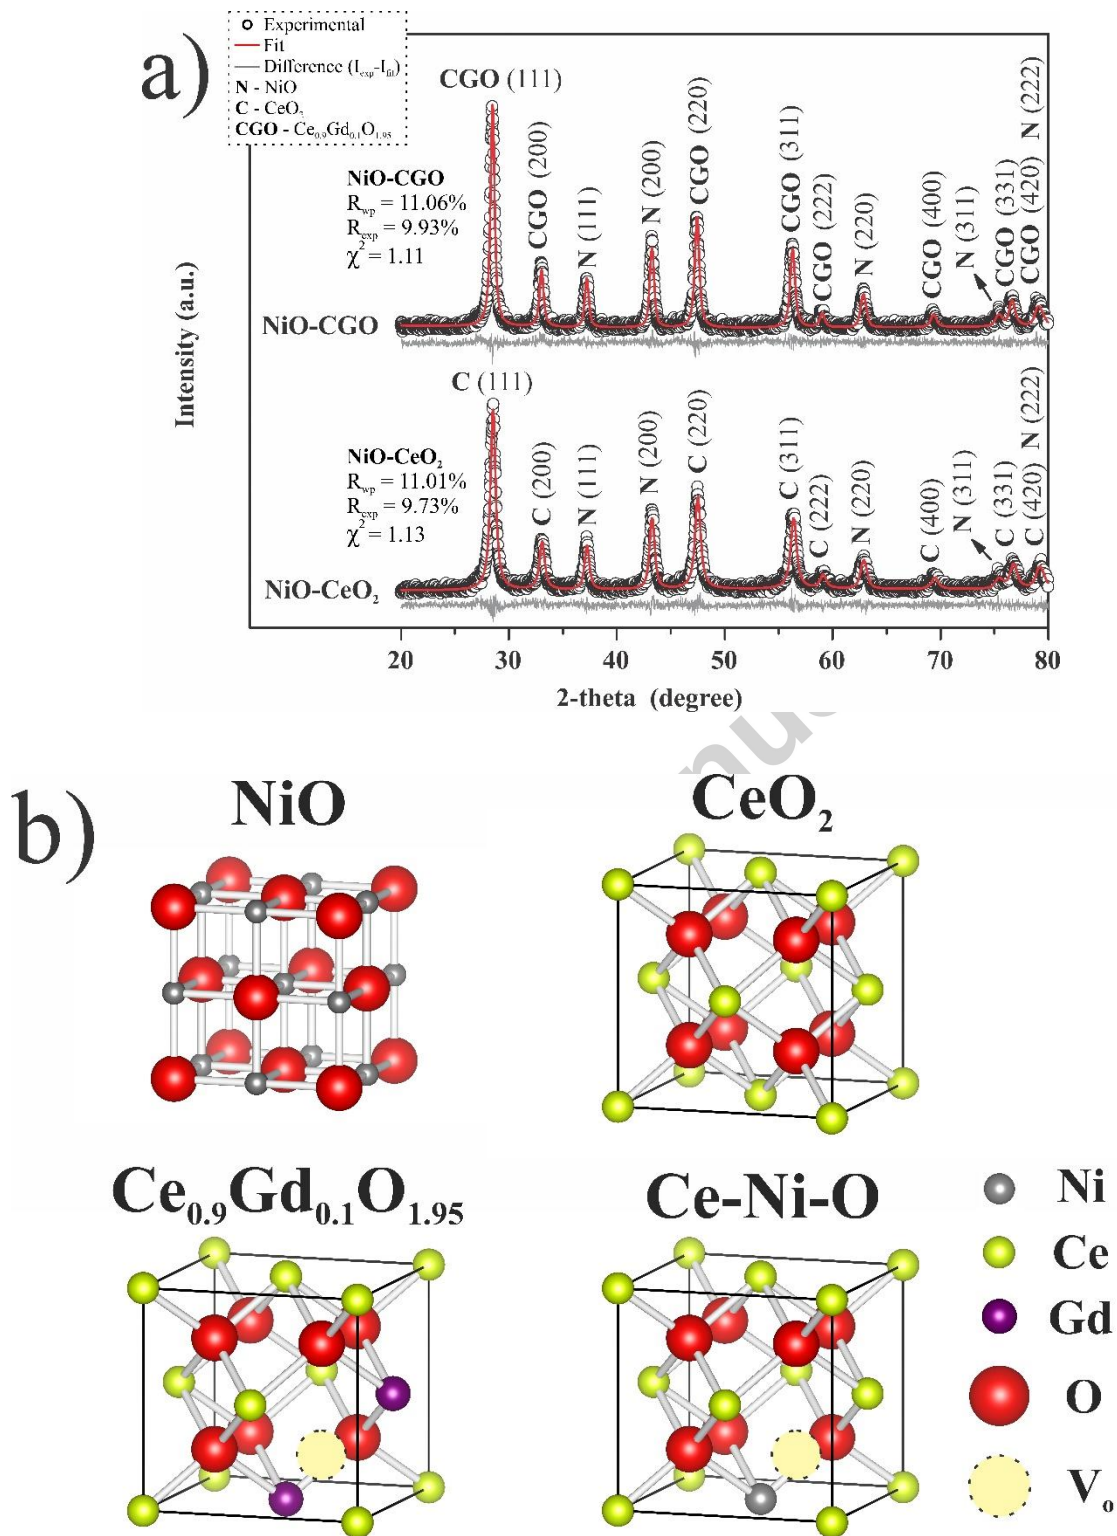 a)
Experimental
Fit
Difference (I_exp-I_fit)
N - NiO
C - CeO₂
CGO - Ce₀.₉Gd₀.₁O₁.₉₅
Intensity (a.u.)
NiO-CGO
R_wp = 11.06%
R_exp = 9.93%
χ² = 1.11
NiO-CGO
CGO (111)
CGO (200)
N (111)
N (200)
CGO (220)
CGO (311)
CGO (222)
N (220)
CGO (400)
N (311)
CGO (331)
CGO (420)
N (222)
NiO-CeO₂
R_wp = 11.01%
R_exp = 9.73%
χ² = 1.13
NiO-CeO₂
C (111)
C (200)
N (111)
N (200)
C (220)
C (311)
C (222)
N (220)
C (400)
N (311)
C (331)
C (420)
N (222)
20 30 40 50 60 70 80
2-theta (degree)
b)
NiO
CeO₂
Ce₀.₉Gd₀.₁O₁.₉₅
Ce-Ni-O
Ni
Ce
Gd
O
Vₒ